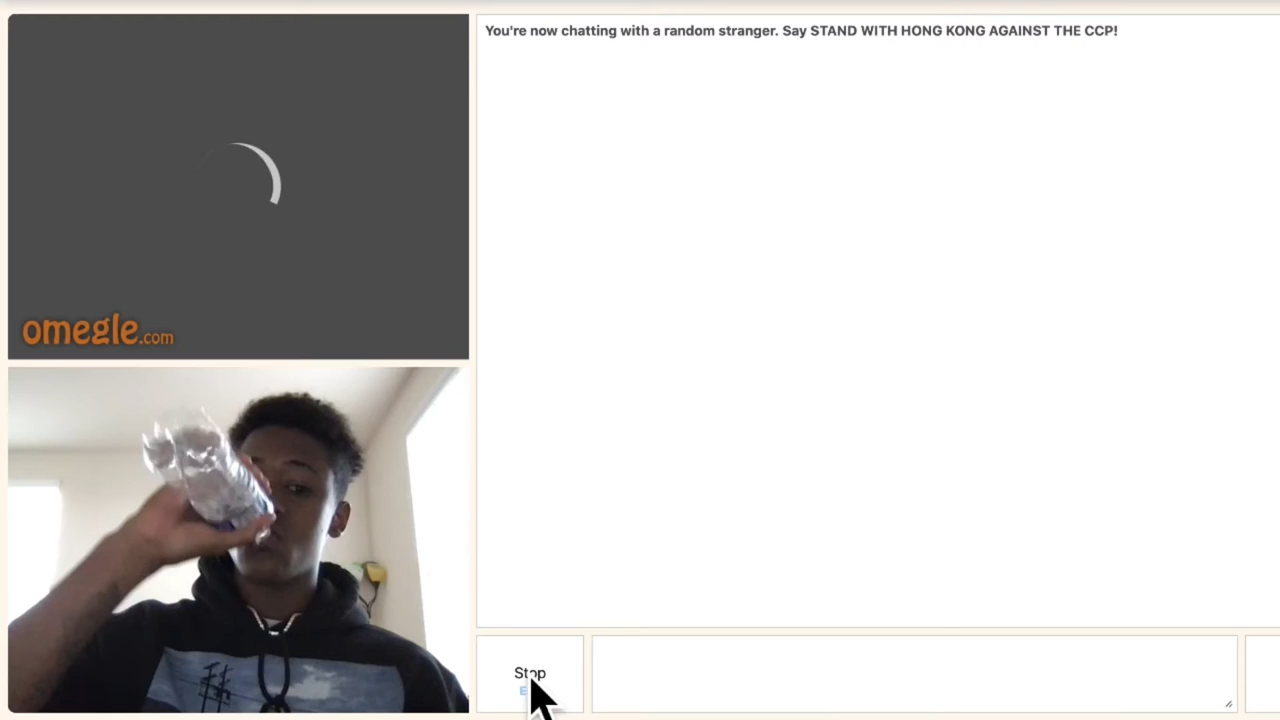 You're now chatting with a random stranger. Say STAND WITH HONG KONG AGAINST THE CCP!
omegle.com
Stop